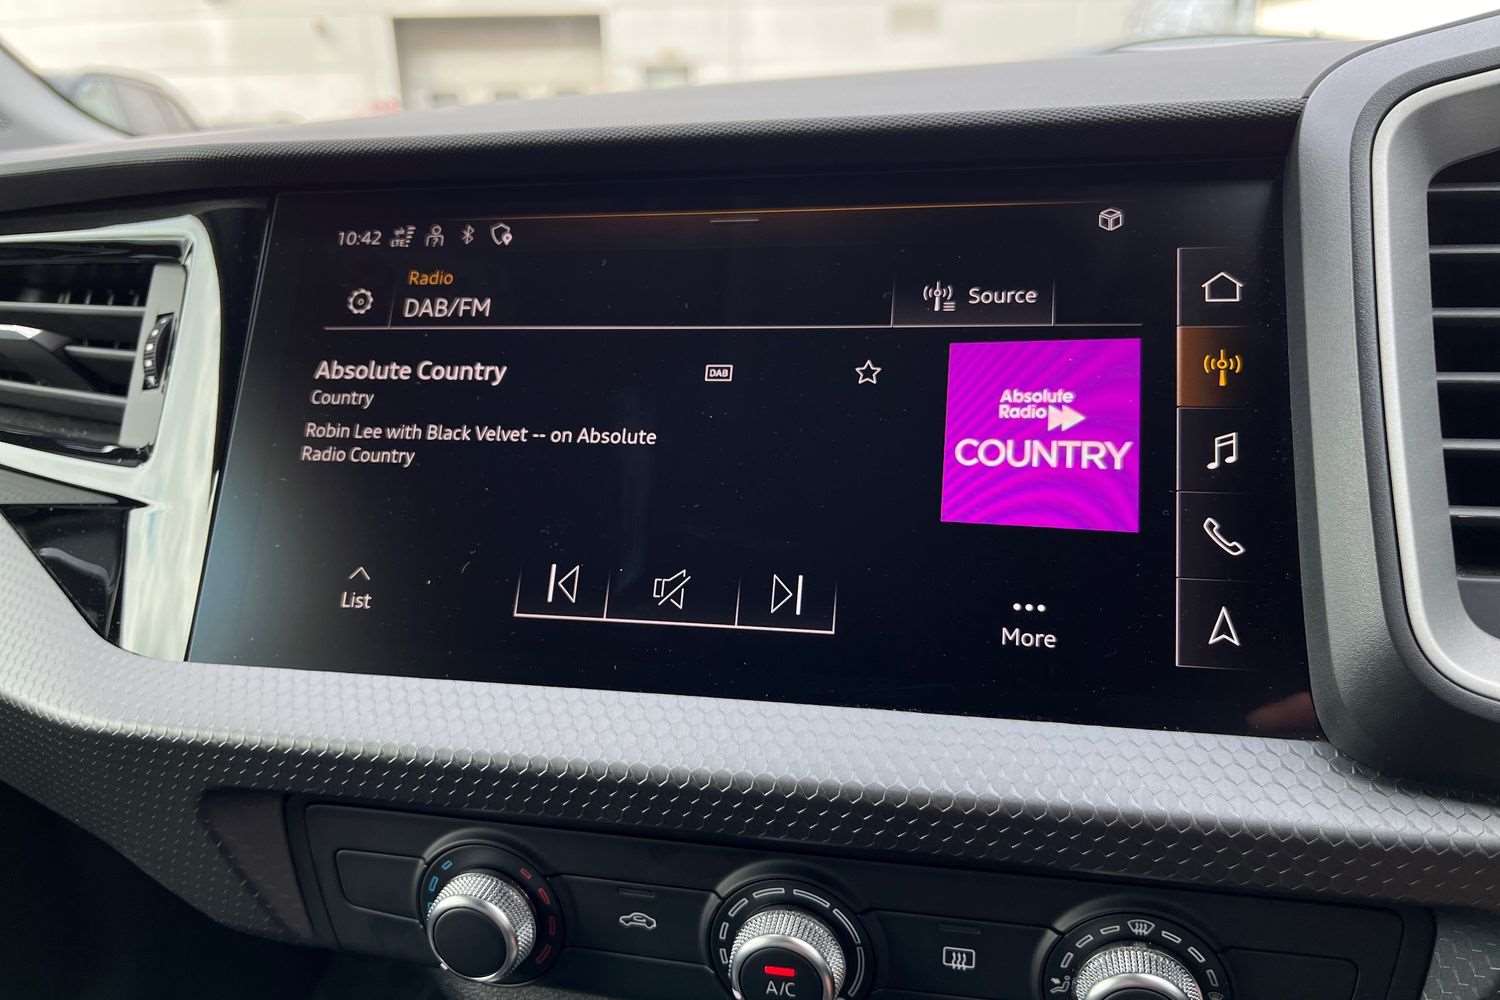 10:42 LTE
Radio
DAB/FM
Source
Absolute Country
DAB
Country
Robin Lee with Black Velvet -- on Absolute
Radio Country
Absolute
Radio
COUNTRY
List
More
A/C